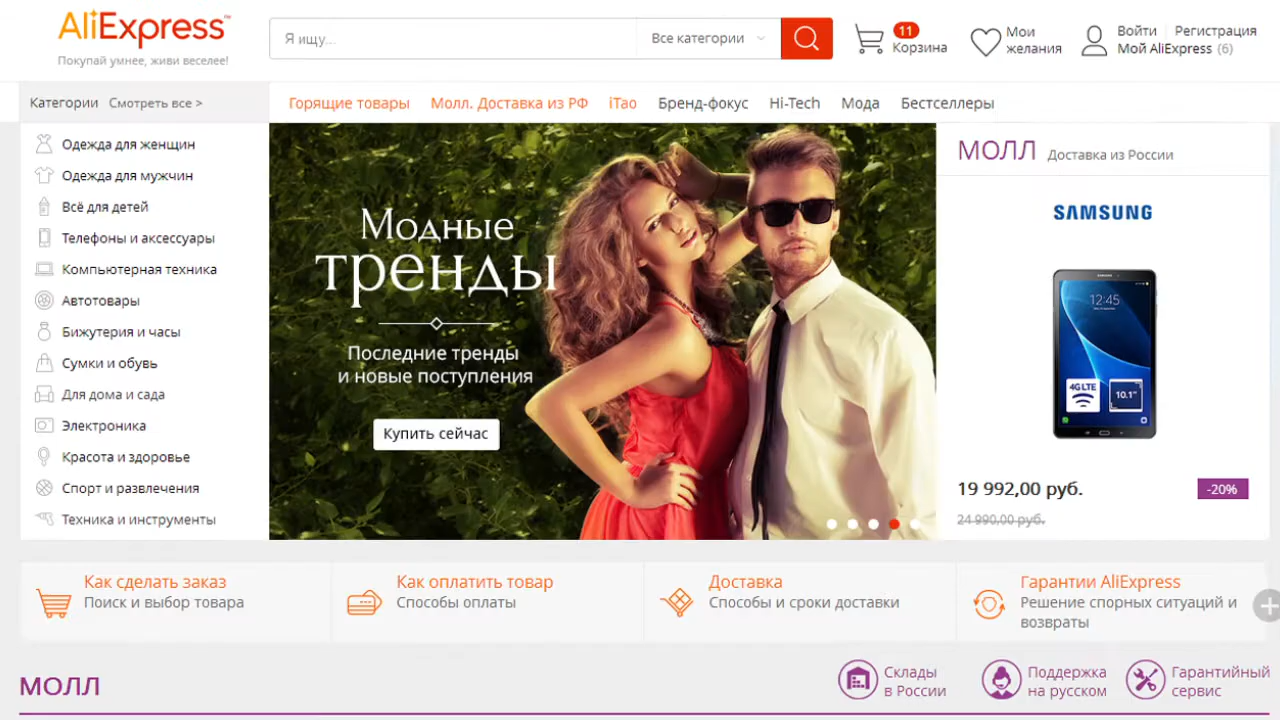 AliExpress™
Покупай умнее, живи веселее!
Я ищу...
Все категории
11
Корзина
Мои
желания
Войти
Регистрация
Мой AliExpress (6)
Категории Смотреть все >
Горящие товары
Молл. Доставка из РФ
iTao
Бренд-фокус
Hi-Tech
Мода
Бестселлеры
Одежда для женщин
Одежда для мужчин
Всё для детей
Телефоны и аксессуары
Компьютерная техника
Автотовары
Бижутерия и часы
Сумки и обувь
Для дома и сада
Электроника
Красота и здоровье
Спорт и развлечения
Техника и инструменты
Модные
тренды
Последние тренды
и новые поступления
Купить сейчас
МОЛЛ Доставка из России
SAMSUNG
12:45
4G LTE
10.1"
19 992,00 руб.
-20%
24 990,00 руб.
Как сделать заказ
Поиск и выбор товара
Как оплатить товар
Способы оплаты
Доставка
Способы и сроки доставки
Гарантии AliExpress
Решение спорных ситуаций и
возвраты
МОЛЛ
Склады
в России
Поддержка
на русском
Гарантийный
сервис